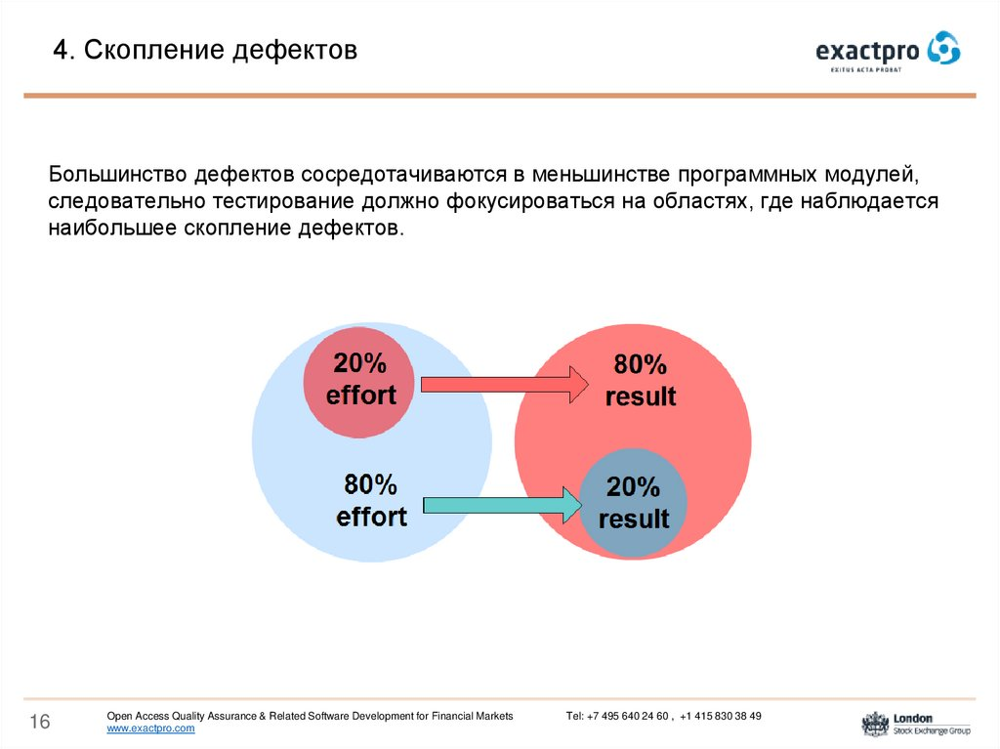 4. Скопление дефектов
exactpro
EXITUS ACTA PROBAT
Большинство дефектов сосредотачиваются в меньшинстве программных модулей,
следовательно тестирование должно фокусироваться на областях, где наблюдается
наибольшее скопление дефектов.
20%
effort
80%
result
80%
effort
20%
result
16
Open Access Quality Assurance & Related Software Development for Financial Markets
www.exactpro.com
Tel: +7 495 640 24 60 , +1 415 830 38 49
London
Stock Exchange Group